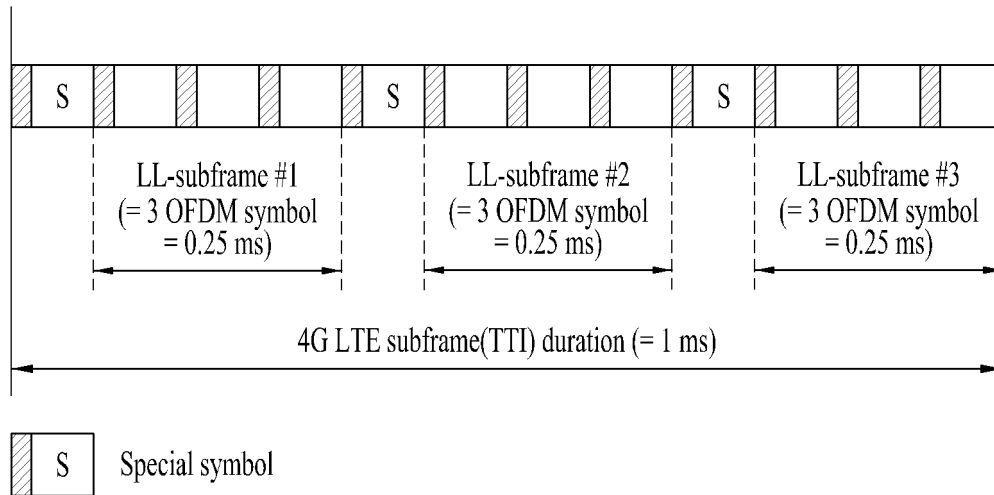 S S S
LL-subframe #1
(= 3 OFDM symbol
= 0.25 ms)
LL-subframe #2
(= 3 OFDM symbol
= 0.25 ms)
LL-subframe #3
(= 3 OFDM symbol
= 0.25 ms)
4G LTE subframe(TTI) duration (= 1 ms)
S Special symbol